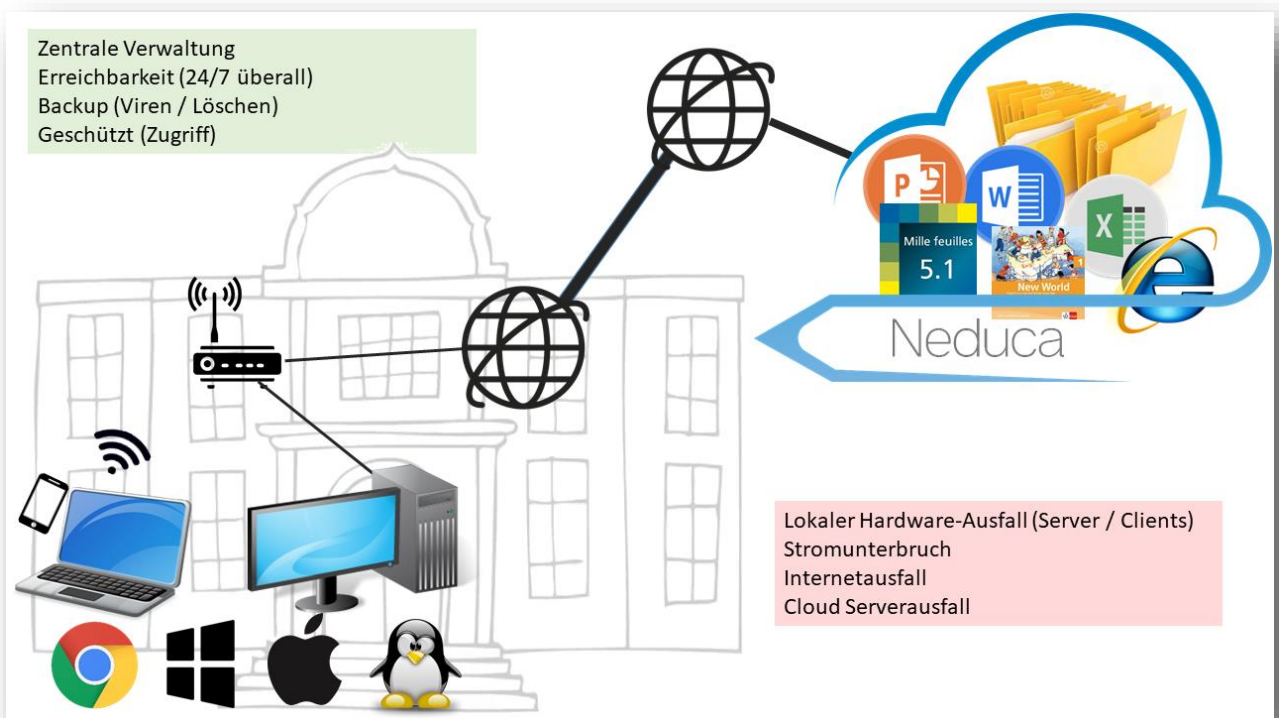 Zentrale Verwaltung
Erreichbarkeit (24/7 überall)
Backup (Viren / Löschen)
Geschützt (Zugriff)
P
W
X
Mille feuilles
5.1
New World
1
Neduca
Lokaler Hardware-Ausfall (Server / Clients)
Stromunterbruch
Internetausfall
Cloud Serverausfall